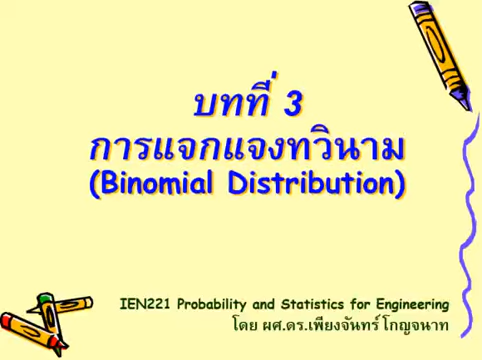 บทที่ 3
การแจกแจงทวินาม
(Binomial Distribution)
IEN221 Probability and Statistics for Engineering
โดย ผศ.ดร.เพียงจันทร์ โกญจนาท